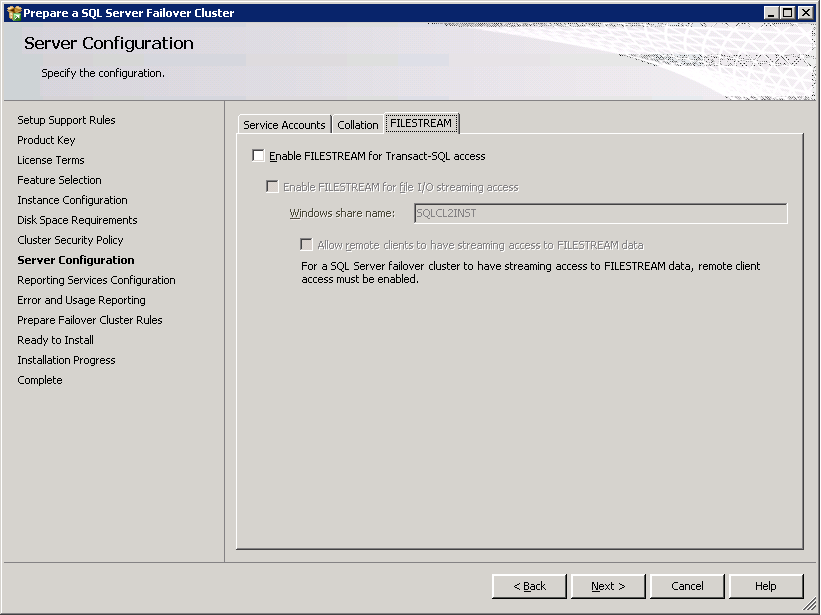 Prepare a SQL Server Failover Cluster
Server Configuration
Specify the configuration.
Setup Support Rules
Product Key
License Terms
Feature Selection
Instance Configuration
Disk Space Requirements
Cluster Security Policy
Server Configuration
Reporting Services Configuration
Error and Usage Reporting
Prepare Failover Cluster Rules
Ready to Install
Installation Progress
Complete
Service Accounts Collation FILESTREAM
Enable FILESTREAM for Transact-SQL access
Enable FILESTREAM for file I/O streaming access
Windows share name: SQLCL2INST
Allow remote clients to have streaming access to FILESTREAM data
For a SQL Server failover cluster to have streaming access to FILESTREAM data, remote client
access must be enabled.
< Back Next > Cancel Help